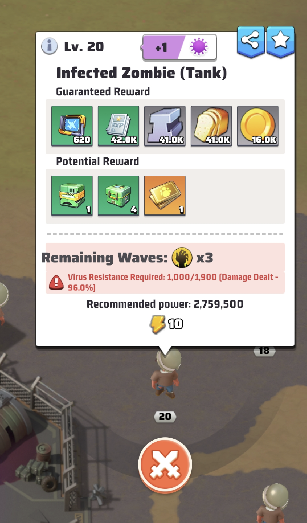 Lv. 20
+1
Infected Zombie (Tank)
Guaranteed Reward
620
42.0K
41.0K
41.0K
16.0K
Potential Reward
1
4
1
Remaining Waves: x3
Virus Resistance Required: 1,000/1,900 (Damage Dealt -
96.0%)
Recommended power: 2,759,500
10
18
20